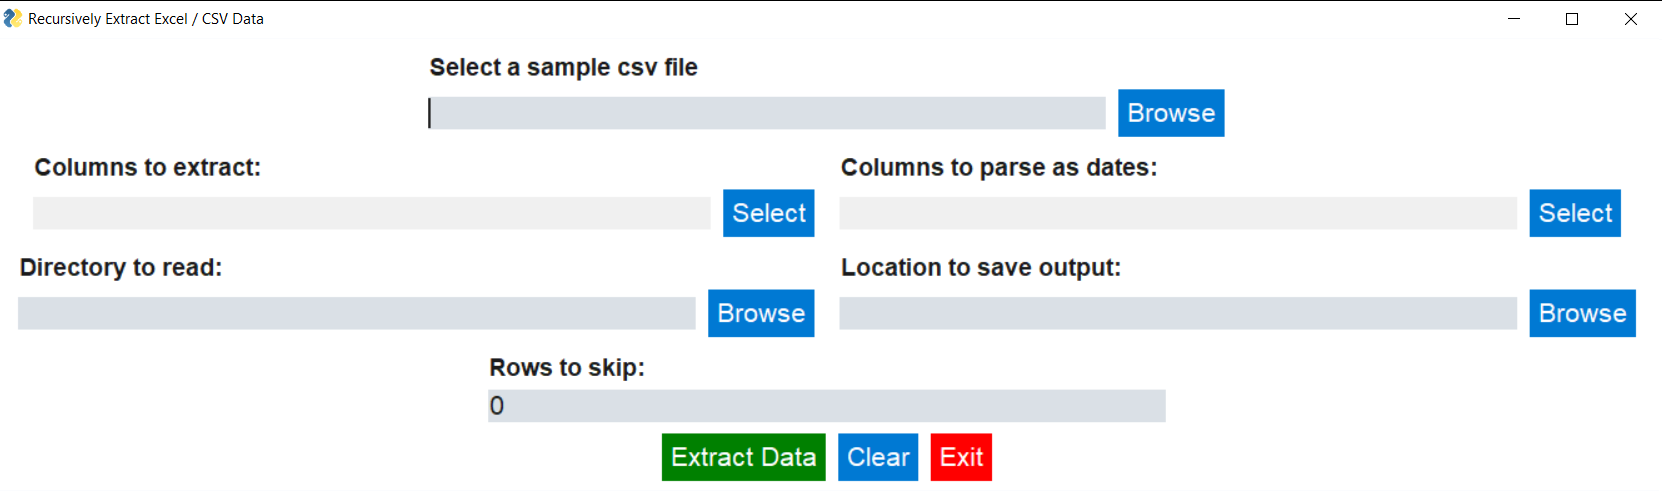 Recursively Extract Excel / CSV Data
Select a sample csv file
Browse
Columns to extract:
Select
Columns to parse as dates:
Select
Directory to read:
Browse
Location to save output:
Browse
Rows to skip:
0
Extract Data Clear Exit